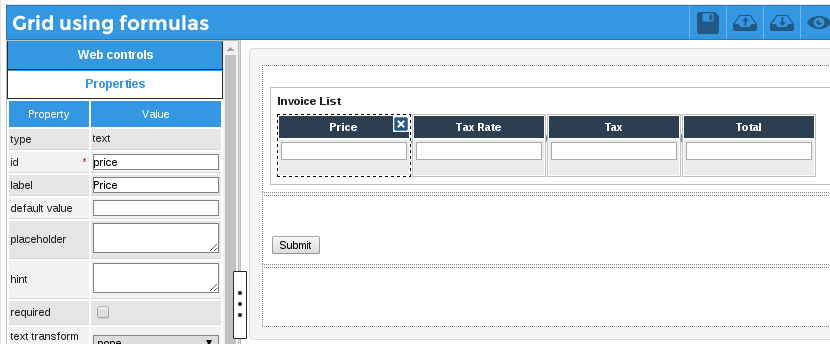 Grid using formulas
Web controls
Properties
Property Value
type text
id * price
label Price
default value
placeholder
hint
required
text transform none
Invoice List
Price Tax Rate Tax Total
Submit